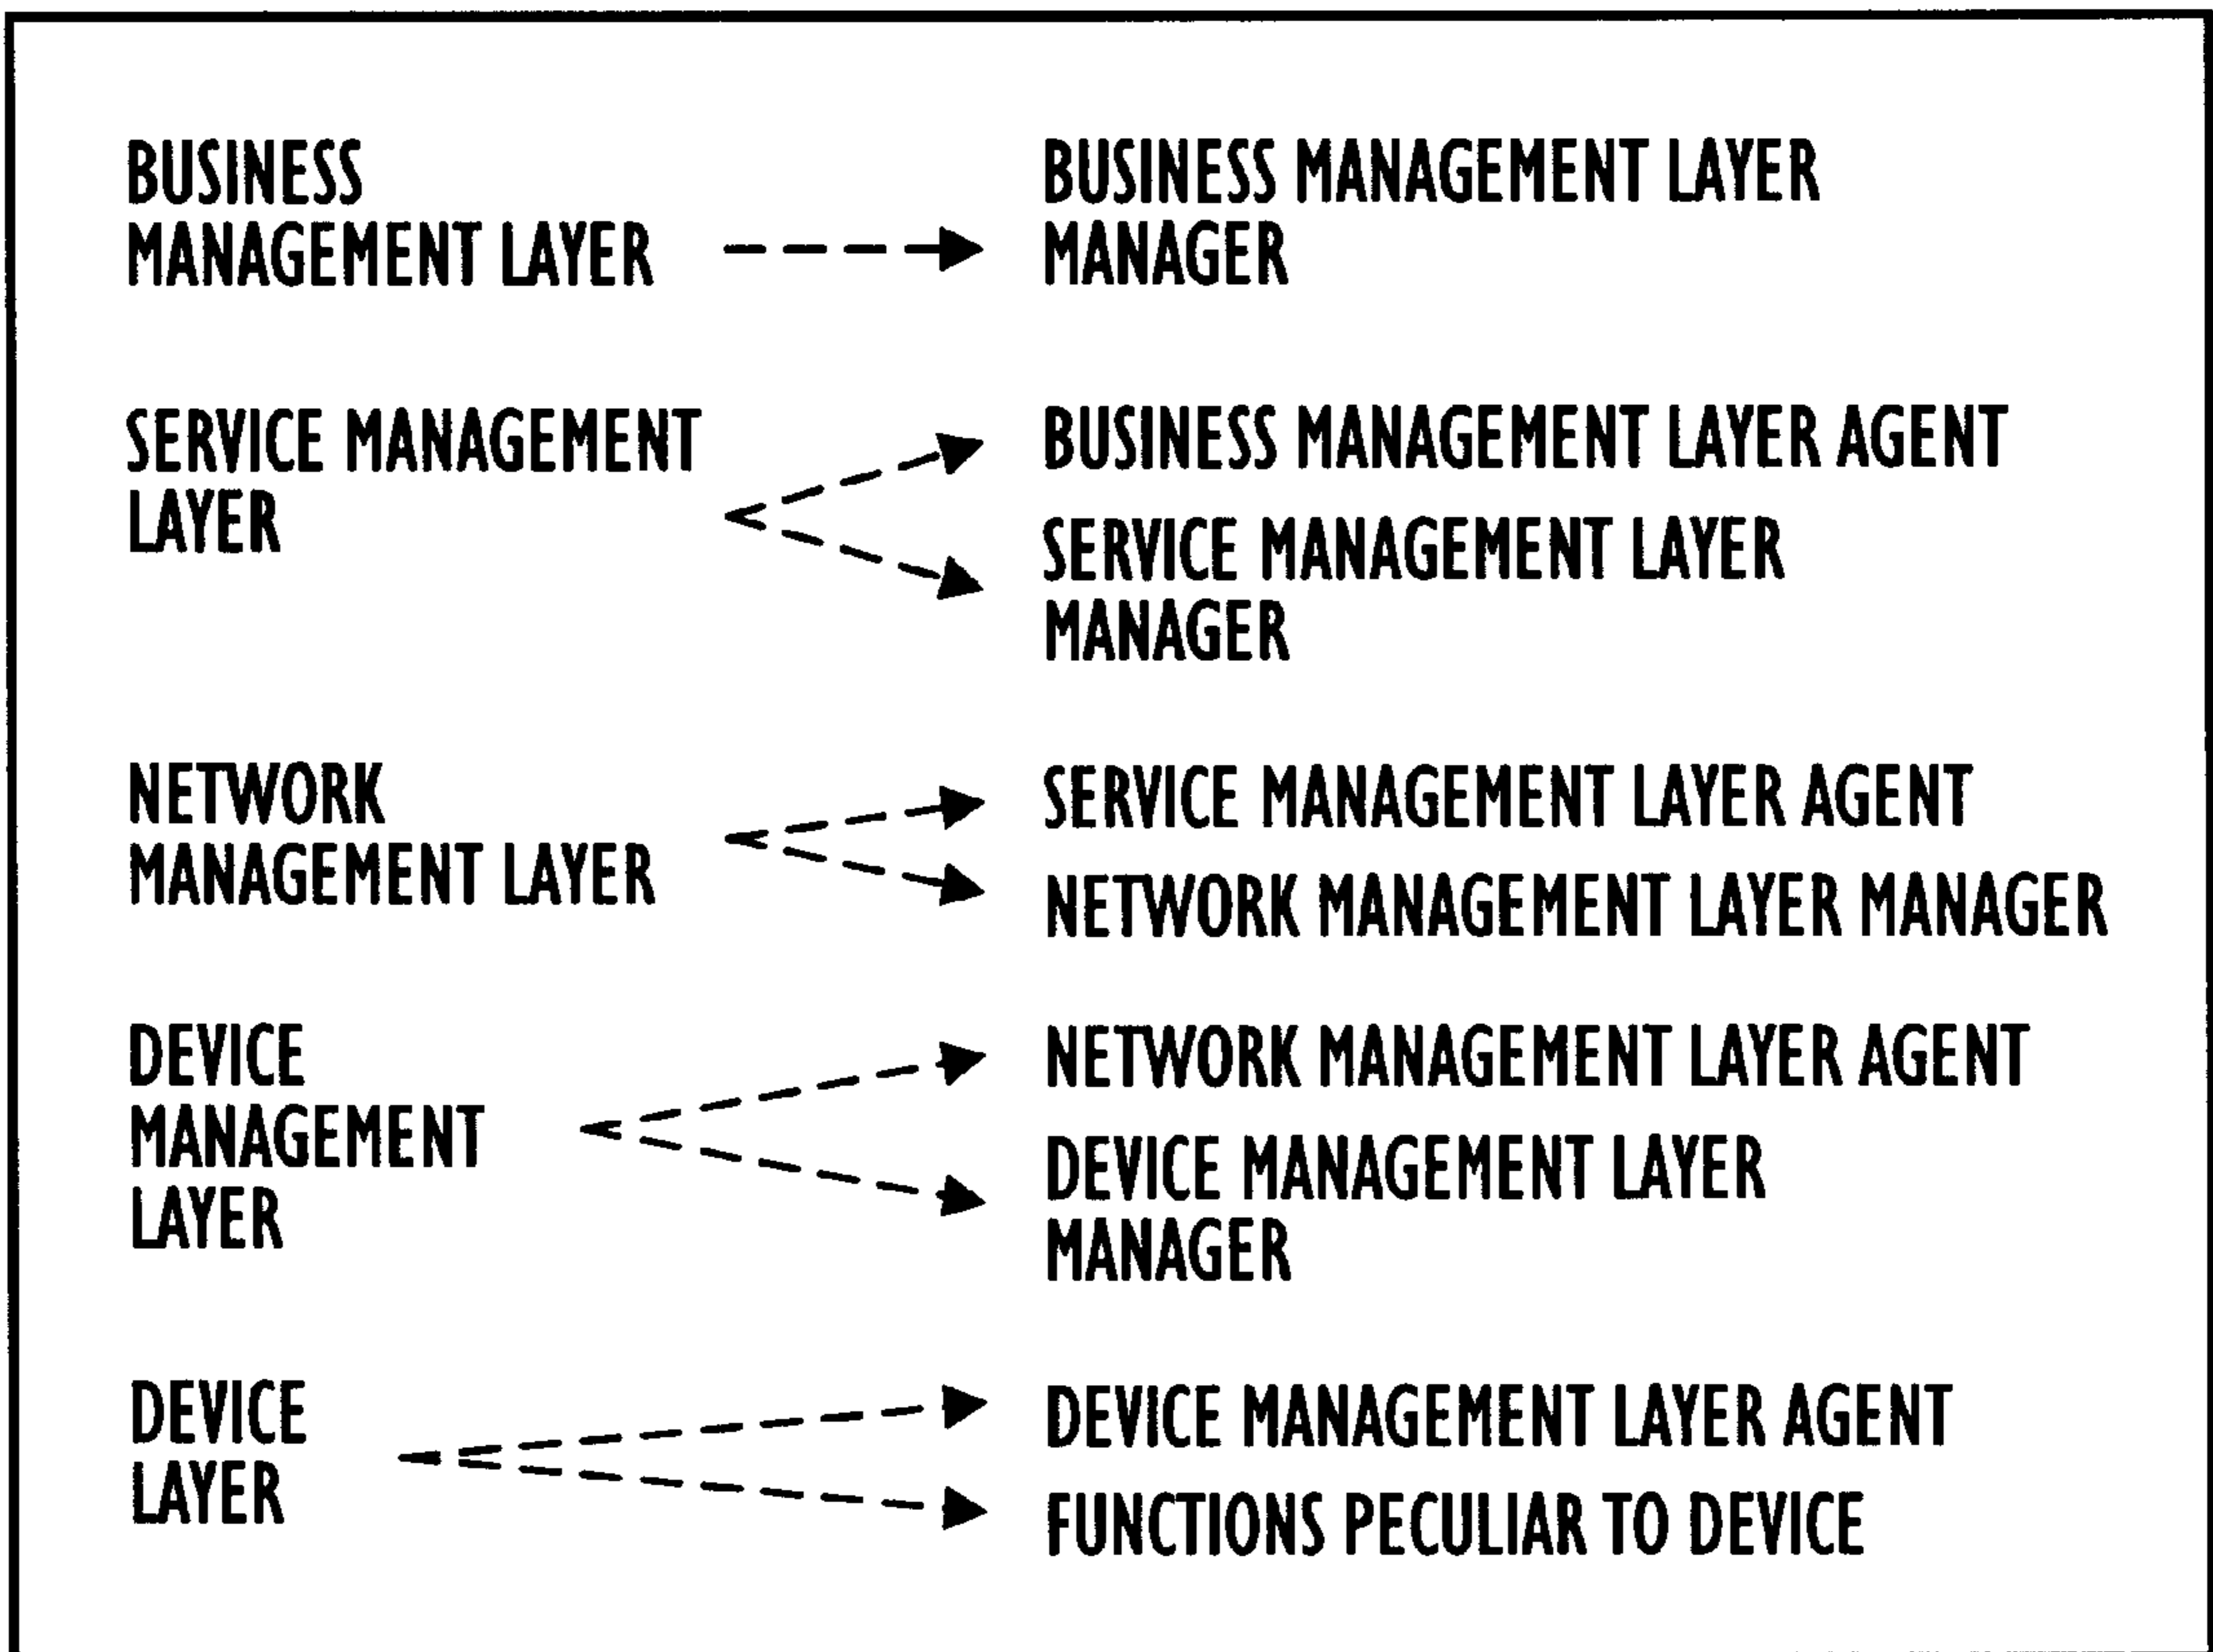 BUSINESS
MANAGEMENT LAYER
BUSINESS MANAGEMENT LAYER
MANAGER
SERVICE MANAGEMENT
LAYER
BUSINESS MANAGEMENT LAYER AGENT
SERVICE MANAGEMENT LAYER
MANAGER
NETWORK
MANAGEMENT LAYER
SERVICE MANAGEMENT LAYER AGENT
NETWORK MANAGEMENT LAYER MANAGER
DEVICE
MANAGEMENT
LAYER
NETWORK MANAGEMENT LAYER AGENT
DEVICE MANAGEMENT LAYER
MANAGER
DEVICE
LAYER
DEVICE MANAGEMENT LAYER AGENT
FUNCTIONS PECULIAR TO DEVICE